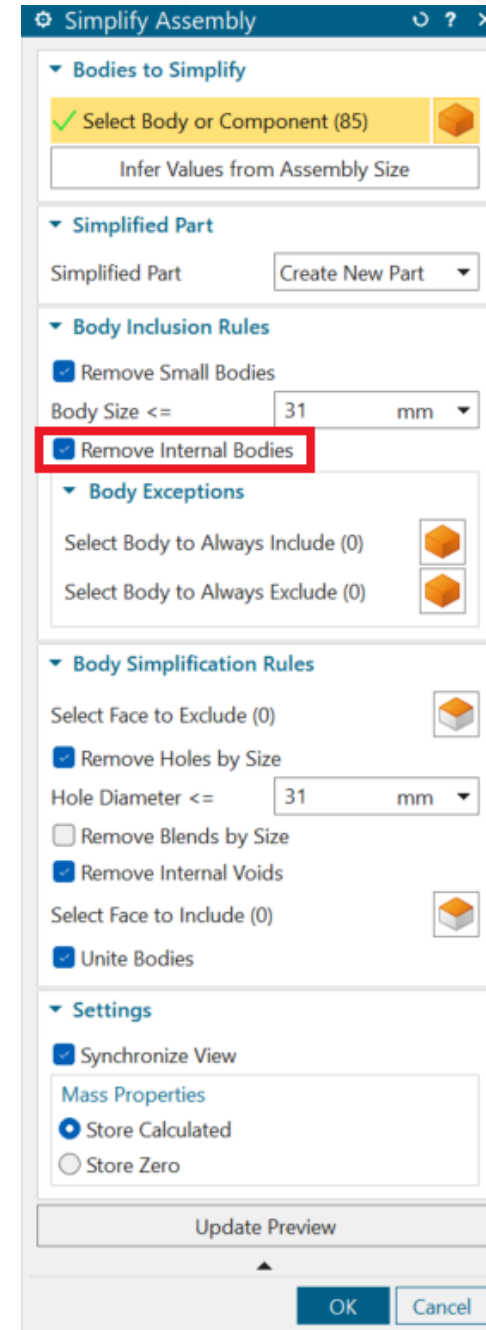 Simplify Assembly
Bodies to Simplify
Select Body or Component (85)
Infer Values from Assembly Size
Simplified Part
Simplified Part Create New Part
Body Inclusion Rules
Remove Small Bodies
Body Size <= 31 mm
Remove Internal Bodies
Body Exceptions
Select Body to Always Include (0)
Select Body to Always Exclude (0)
Body Simplification Rules
Select Face to Exclude (0)
Remove Holes by Size
Hole Diameter <= 31 mm
Remove Blends by Size
Remove Internal Voids
Select Face to Include (0)
Unite Bodies
Settings
Synchronize View
Mass Properties
Store Calculated
Store Zero
Update Preview
OK Cancel